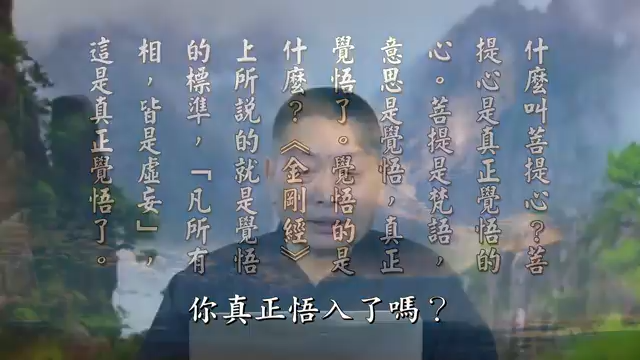 什麼叫菩提心？菩
提心是真正覺悟的
心。菩提是梵語，
意思是覺悟，真正
覺悟了。覺悟的是
什麼？《金剛經》
上所說的就是覺悟
的標準，「凡所有
相，皆是虛妄」，
這是真正覺悟了。
你真正悟入了嗎？